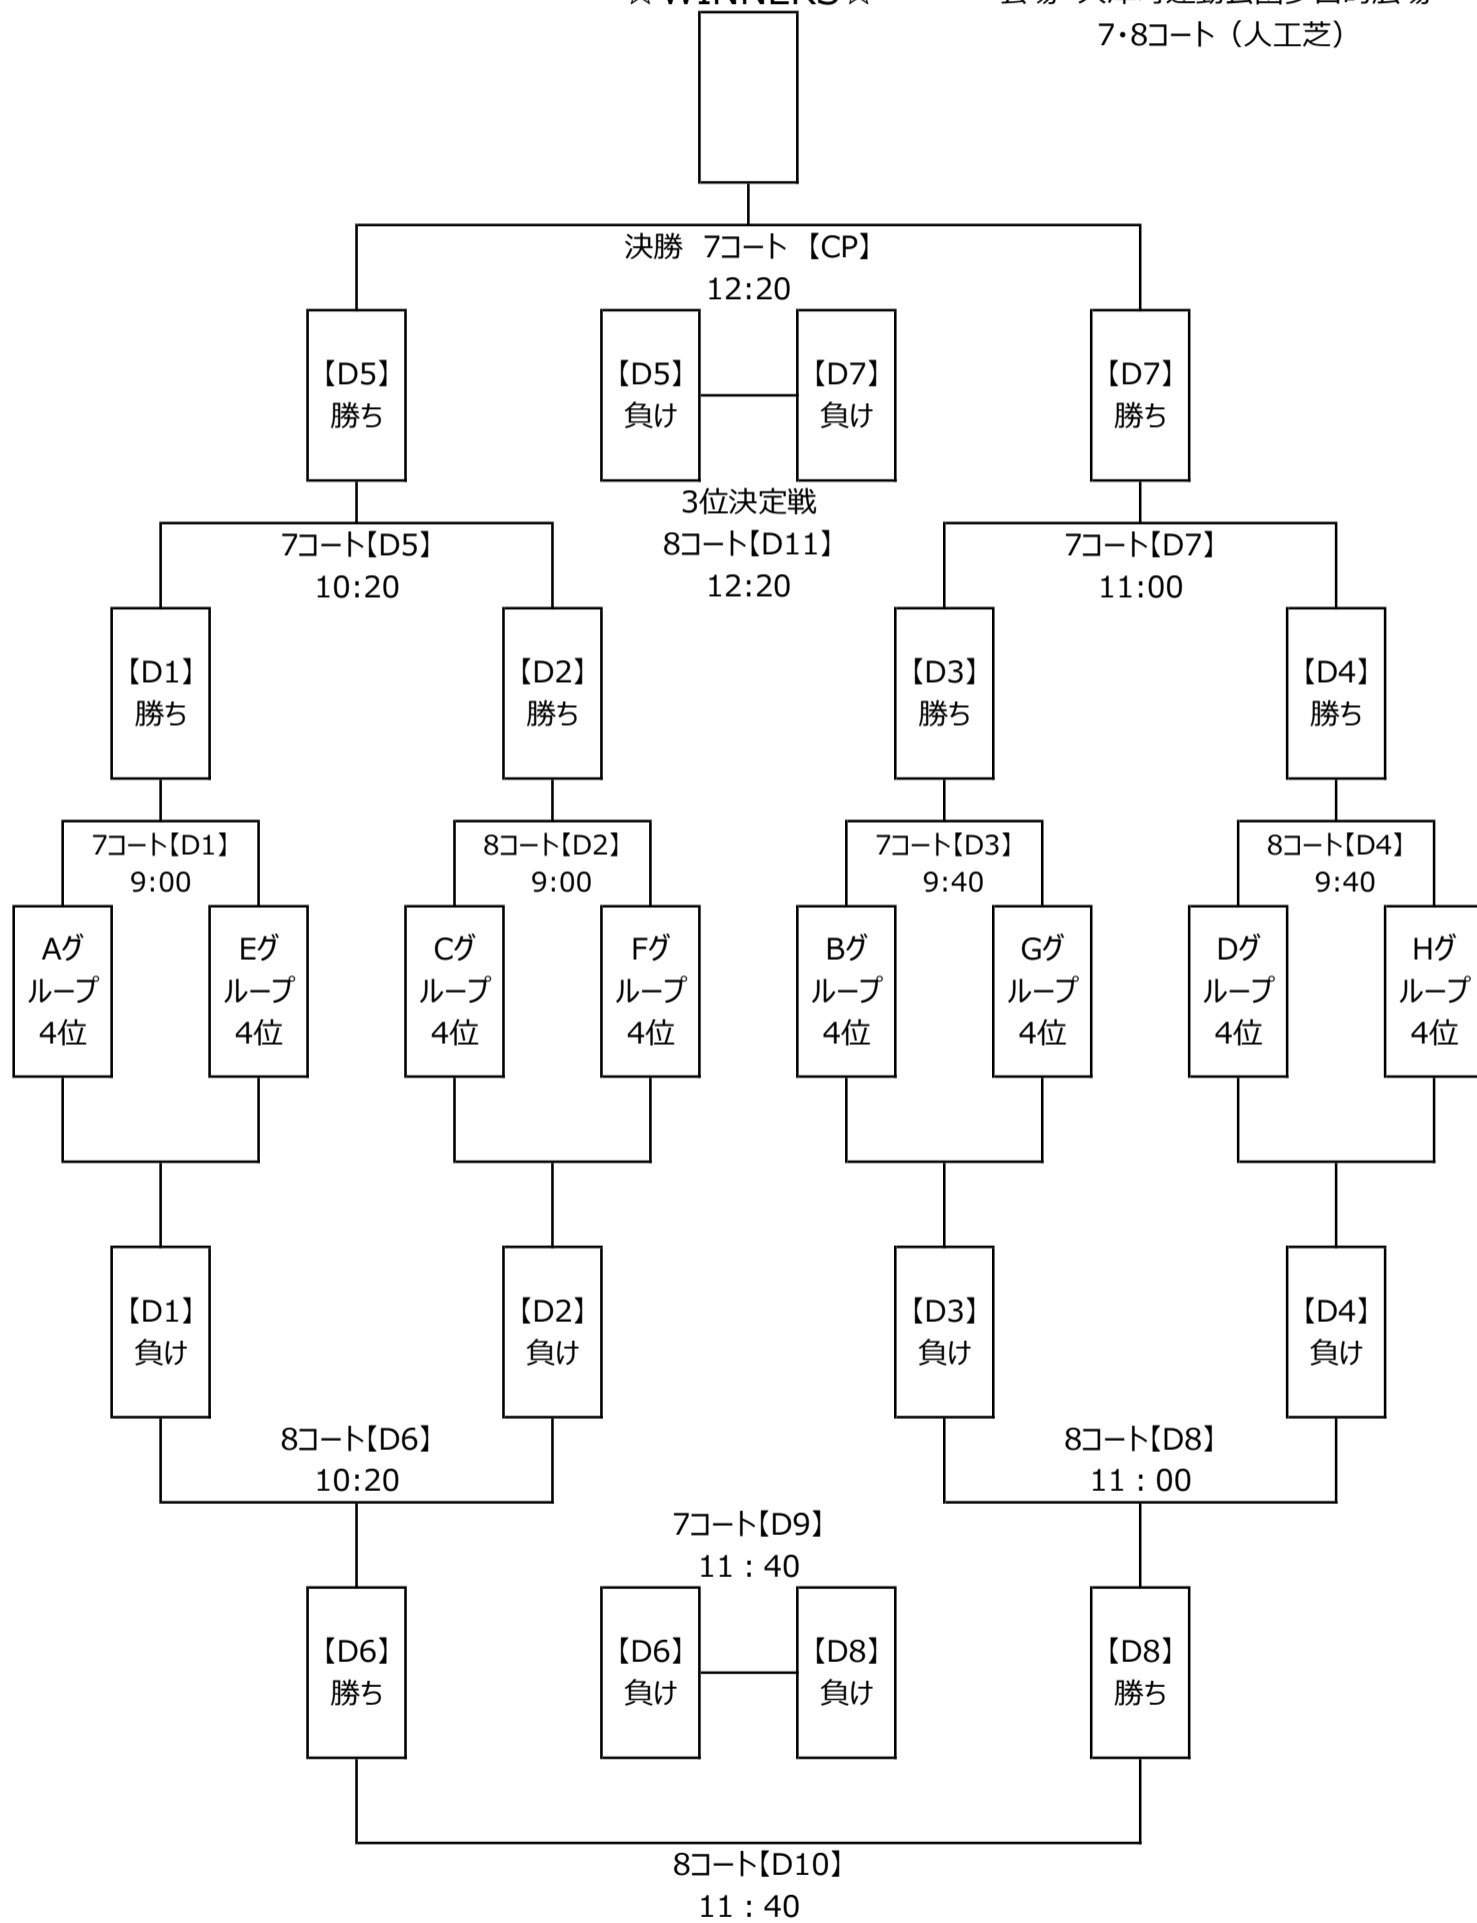 ☆WINNERS☆
7・8コート（人工芝）
決勝 7コート【CP】
12:20
【D5】
勝ち
【D5】
負け
【D7】
負け
【D7】
勝ち
3位決定戦
8コート【D11】
12:20
7コート【D5】
10:20
7コート【D7】
11:00
【D1】
勝ち
【D2】
勝ち
【D3】
勝ち
【D4】
勝ち
7コート【D1】
9:00
8コート【D2】
9:00
7コート【D3】
9:40
8コート【D4】
9:40
Aグ
ループ
4位
Eグ
ループ
4位
Cグ
ループ
4位
Fグ
ループ
4位
Bグ
ループ
4位
Gグ
ループ
4位
Dグ
ループ
4位
Hグ
ループ
4位
【D1】
負け
【D2】
負け
【D3】
負け
【D4】
負け
8コート【D6】
10:20
8コート【D8】
11：00
7コート【D9】
11：40
【D6】
勝ち
【D6】
負け
【D8】
負け
【D8】
勝ち
8コート【D10】
11：40